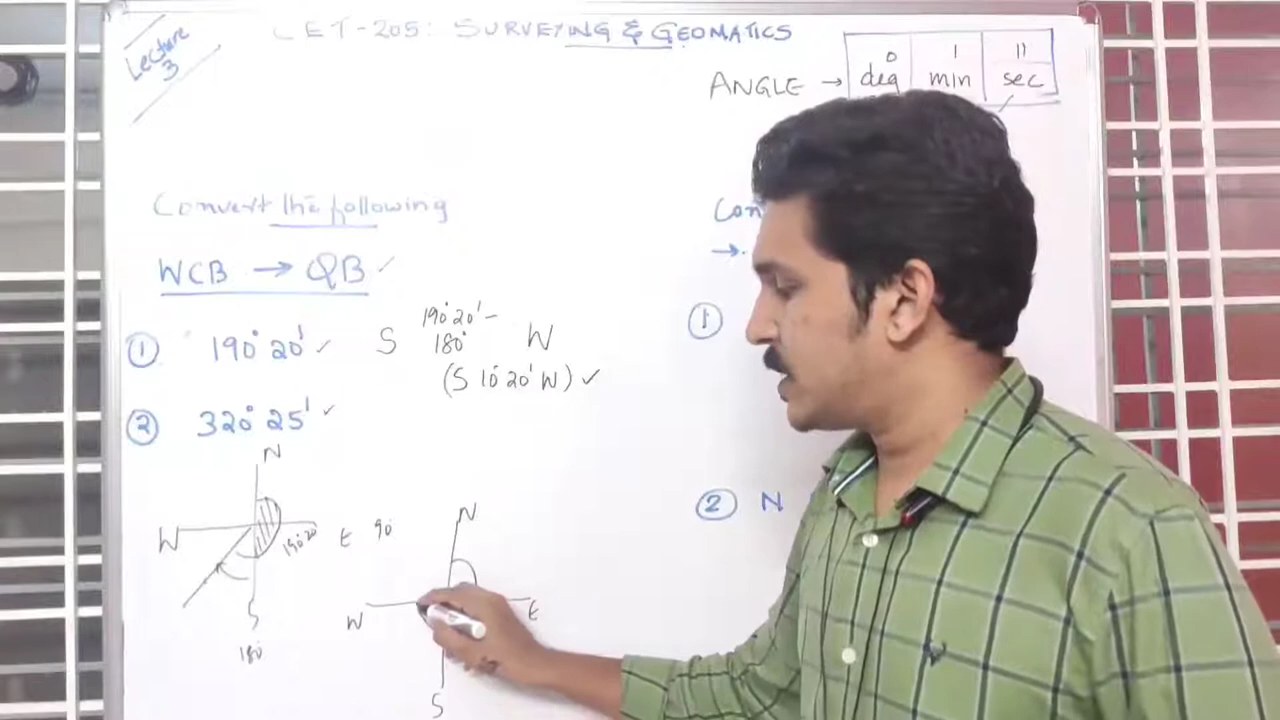 Lecture 3
CET-205: SURVEYING & GEOMATICS
ANGLE → ° ' "
deg min sec
Convert the following
WCB → QB ✓
① 190° 20' ✓ S 190° 20' - 180° W
(S 10° 20' W) ✓
② 320° 25' ✓
N
W
190 20
E 90°
S
180°
N
W
E
S
Con
→
①
② N